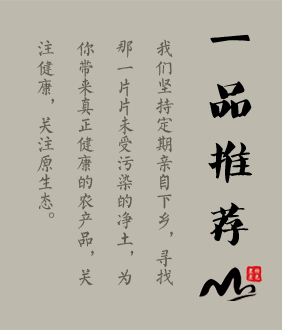 一品推荐
我们坚持定期亲自下乡，寻找
那一片片未受污染的净土，为
你带来真正健康的农产品，关
注健康，关注原生态。